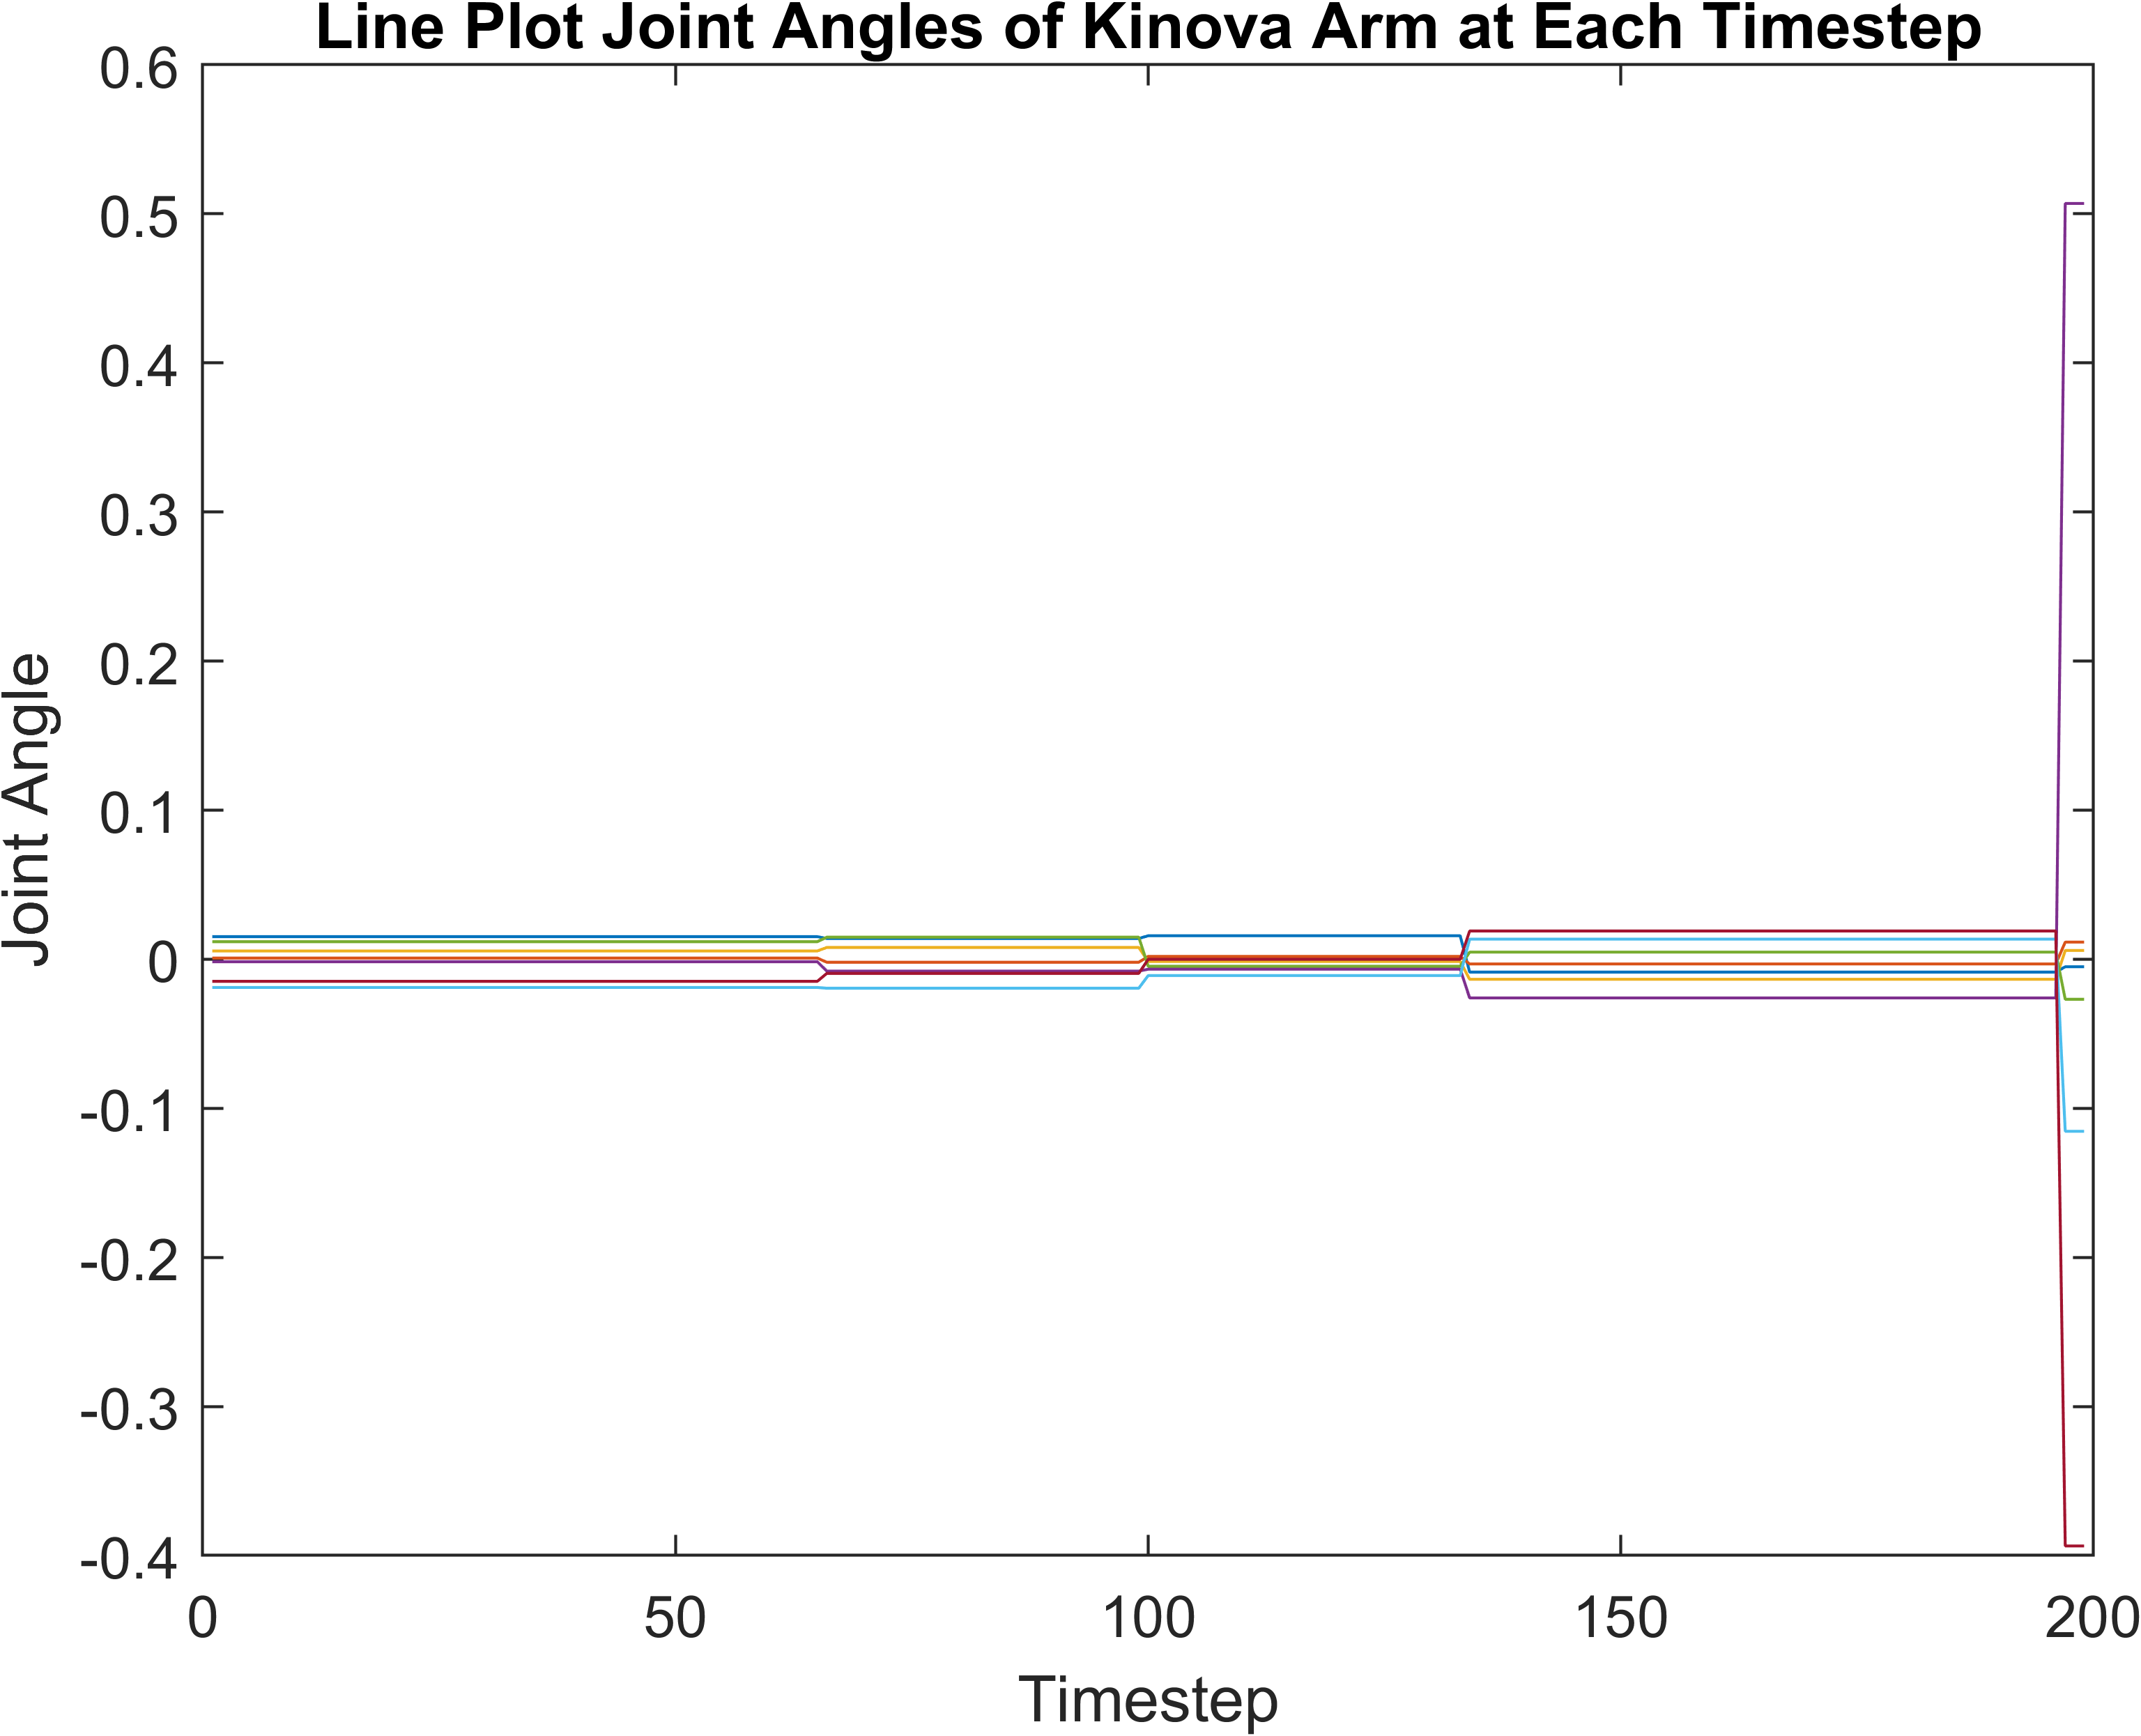 Line Plot Joint Angles of Kinova Arm at Each Timestep
0.6
0.5
0.4
0.3
0.2
0.1
0
-0.1
-0.2
-0.3
-0.4
Joint Angle
0 50 100 150 200
Timestep